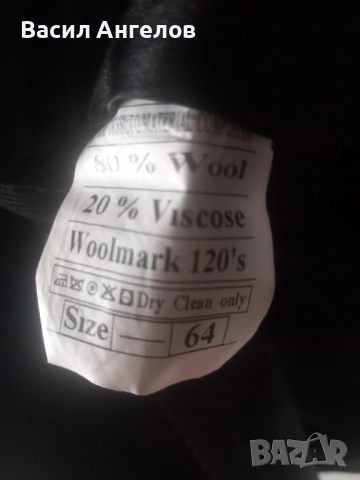 Васил Ангелов
80 % Wool
20 % Viscose
Woolmark 120's
Dry Clean only
Size — 64
BAZAR